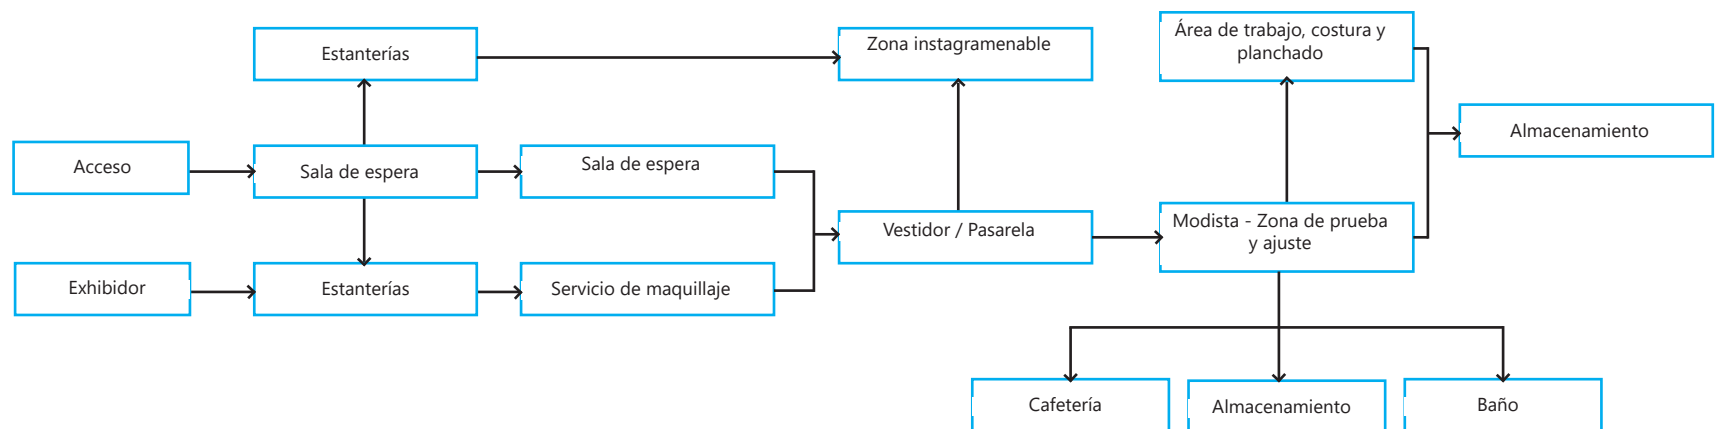 Estanterías
Zona instagramenable
Área de trabajo, costura y
planchado
Almacenamiento
Acceso
Sala de espera
Sala de espera
Vestidor / Pasarela
Modista - Zona de prueba
y ajuste
Exhibidor
Estanterías
Servicio de maquillaje
Cafetería
Almacenamiento
Baño